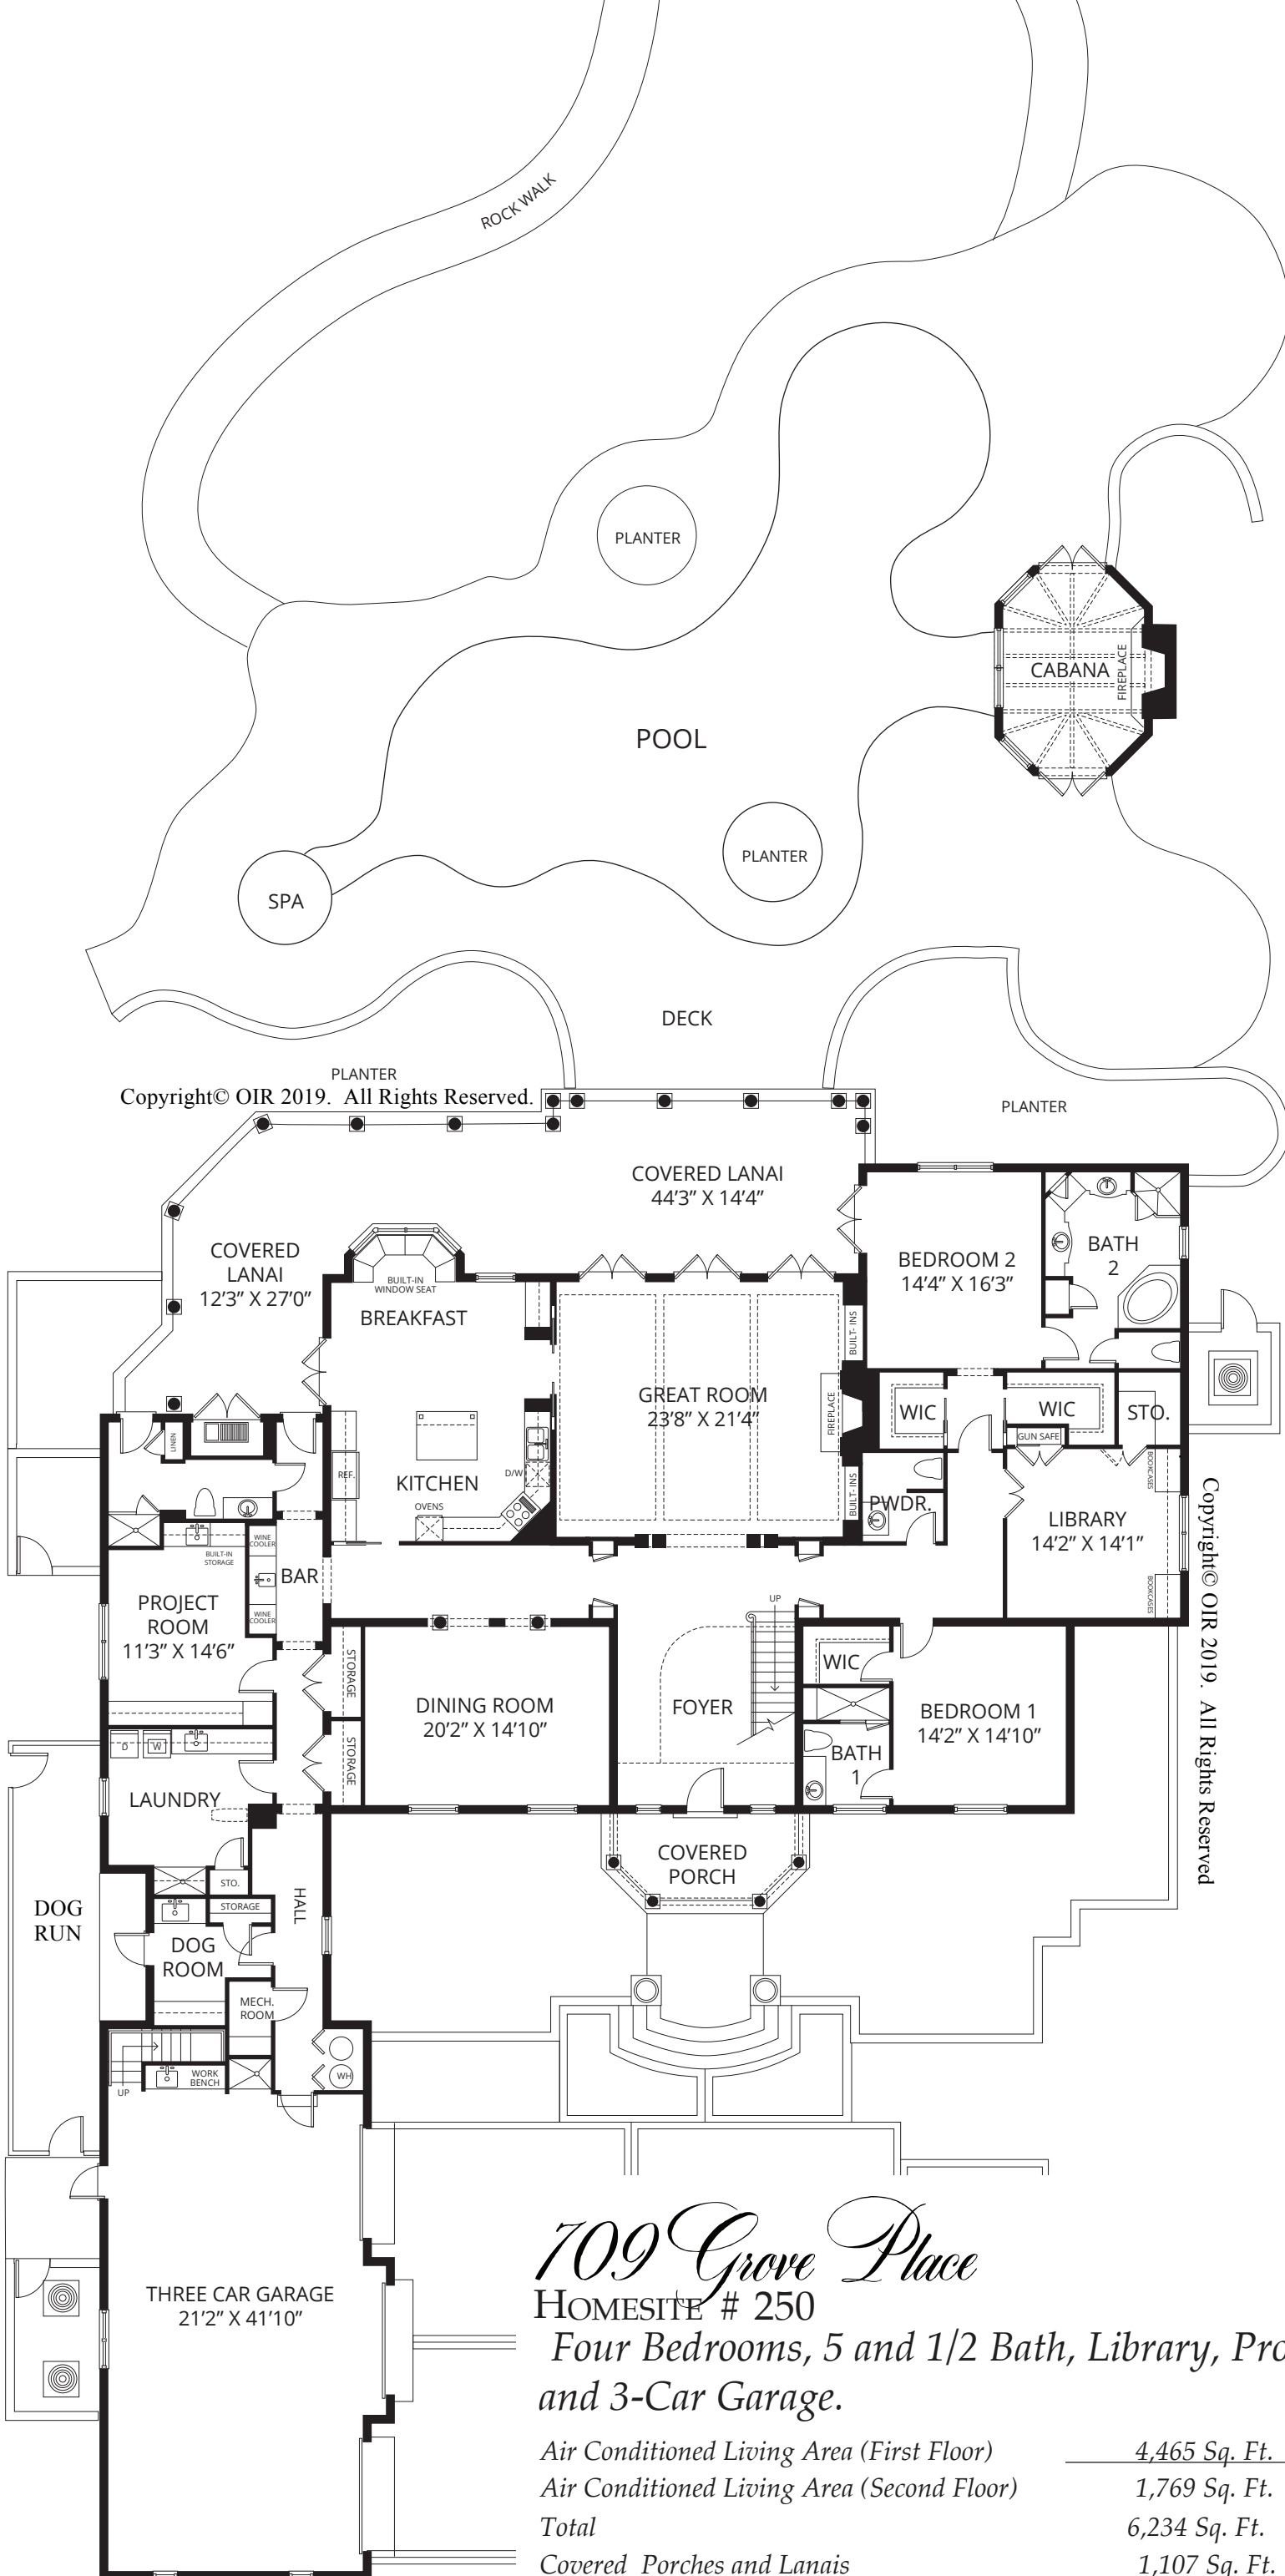 ROCK WALK
PLANTER
CABANA
FIREPLACE
POOL
PLANTER
SPA
DECK
PLANTER
Copyright© OIR 2019. All Rights Reserved.
PLANTER
COVERED LANAI
44'3" X 14'4"
COVERED
LANAI
12'3" X 27'0"
BUILT-IN
WINDOW SEAT
BREAKFAST
BEDROOM 2
14'4" X 16'3"
BATH
2
BUILT- INS
GREAT ROOM
23'8" X 21'4"
FIREPLACE
WIC
WIC
STO.
GUN SAFE
LINEN
REF.
KITCHEN
D/W
OVENS
BUILT- INS
PWDR.
BOOKCASES
LIBRARY
14'2" X 14'1"
BOOKCASES
Copyright© OIR 2019. All Rights Reserved
WINE
COOLER
BUILT-IN
STORAGE
BAR
WINE
COOLER
PROJECT
ROOM
11'3" X 14'6"
UP
STORAGE
WIC
DINING ROOM
20'2" X 14'10"
FOYER
BEDROOM 1
14'2" X 14'10"
D
W
STORAGE
BATH
1
LAUNDRY
COVERED
PORCH
STO.
STORAGE
HALL
DOG
RUN
DOG
ROOM
MECH.
ROOM
WORK
BENCH
WH
UP
THREE CAR GARAGE
21'2" X 41'10"
709 Grove Place
HOMESITE # 250
Four Bedrooms, 5 and 1/2 Bath, Library, Pro
and 3-Car Garage.
Air Conditioned Living Area (First Floor) 4,465 Sq. Ft.
Air Conditioned Living Area (Second Floor) 1,769 Sq. Ft.
Total 6,234 Sq. Ft.
Covered Porches and Lanais 1,107 Sq. Ft.